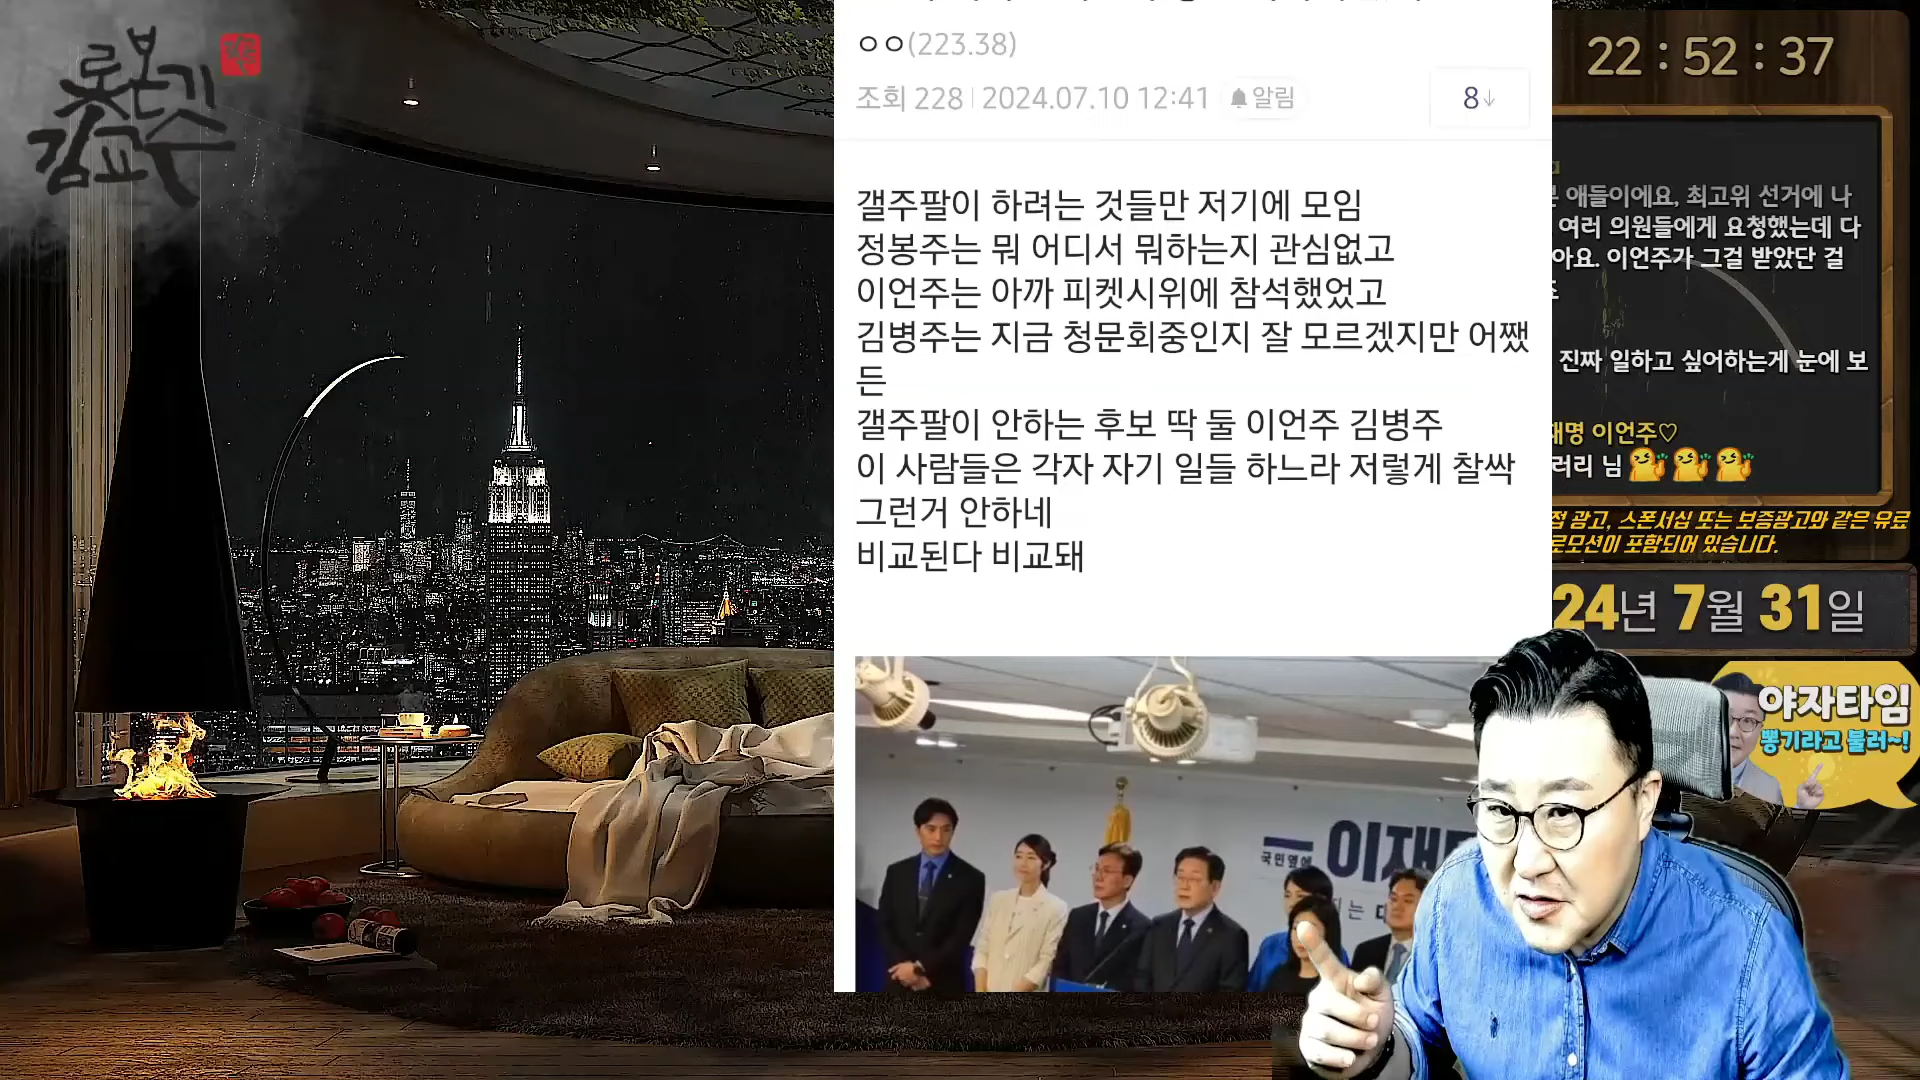 못 본 기
김교수
ㅇㅇ(223.38)
조회 228 2024.07.10 12:41 알림
8↓
갤주팔이 하려는 것들만 저기에 모임
정봉주는 뭐 어디서 뭐하는지 관심없고
이언주는 아까 피켓시위에 참석했었고
김병주는 지금 청문회중인지 잘 모르겠지만 어쨌
든
갤주팔이 안하는 후보 딱 둘 이언주 김병주
이 사람들은 각자 자기 일들 하느라 저렇게 찰싹
그런거 안하네
비교된다 비교돼
국민옆에 이재
22 : 52 : 37
애들이에요, 최고위 선거에 나
여러 의원들에게 요청했는데 다
아요. 이언주가 그걸 받았단 걸
진짜 일하고 싶어하는게 눈에 보
재명 이언주♡
러리 님
접 광고, 스폰서십 또는 보증광고와 같은 유료
로모션이 포함되어 있습니다.
24년 7월 31일
야자타임
뽕기라고 불러~!